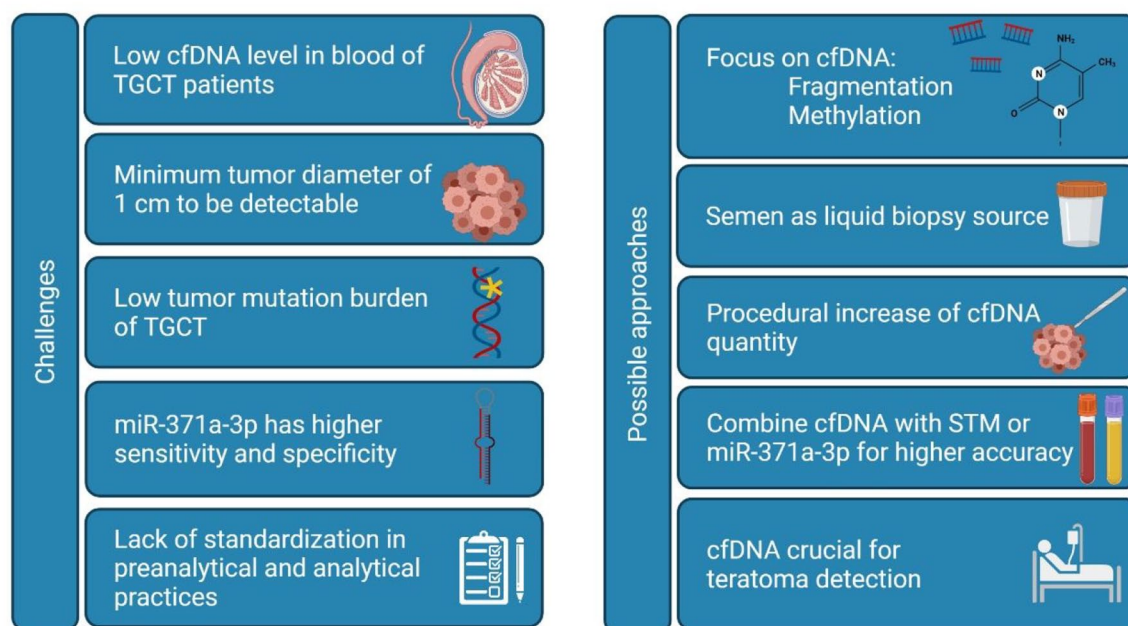 Challenges
Low cfDNA level in blood of
TGCT patients
Minimum tumor diameter of
1 cm to be detectable
Low tumor mutation burden
of TGCT
miR-371a-3p has higher
sensitivity and specificity
Lack of standardization in
preanalytical and analytical
practices
Possible approaches
Focus on cfDNA:
Fragmentation
Methylation
NH₂
CH₃
N
O
N
Semen as liquid biopsy source
Procedural increase of cfDNA
quantity
Combine cfDNA with STM or
miR-371a-3p for higher accuracy
cfDNA crucial for
teratoma detection